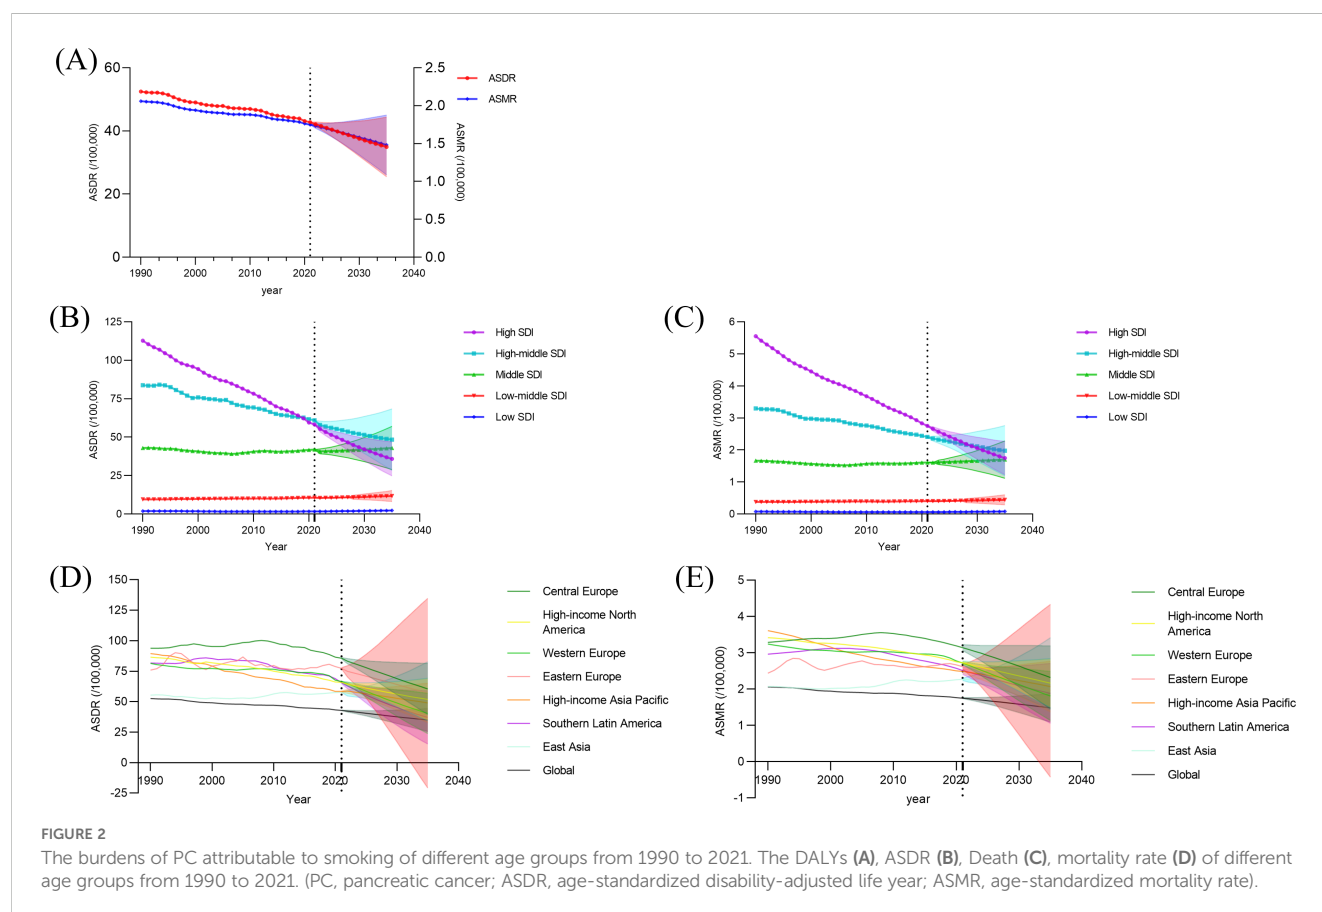 (A)
60
40
20
0
ASDR (/100,000)
2.5
2.0
1.5
1.0
0.5
0.0
ASMR (/100,000)
1990 2000 2010 2020 2030 2040
year
ASDR
ASMR
(B)
125
100
75
50
25
0
ASDR (/100,000)
1990 2000 2010 2020 2030 2040
Year
High SDI
High-middle SDI
Middle SDI
Low-middle SDI
Low SDI
(C)
6
5
4
3
2
1
0
ASMR (/100,000)
1990 2000 2010 2020 2030 2040
Year
High SDI
High-middle SDI
Middle SDI
Low-middle SDI
Low SDI
(D)
150
125
100
75
50
25
0
-25
ASDR (/100,000)
1990 2000 2010 2020 2030 2040
Year
Central Europe
High-income North
America
Western Europe
Eastern Europe
High-income Asia Pacific
Southern Latin America
East Asia
Global
(E)
5
4
3
2
1
0
-1
ASMR (/100,000)
1990 2000 2010 2020 2030 2040
year
Central Europe
High-income North
America
Western Europe
Eastern Europe
High-income Asia Pacific
Southern Latin America
East Asia
Global
FIGURE 2
The burdens of PC attributable to smoking of different age groups from 1990 to 2021. The DALYs (A), ASDR (B), Death (C), mortality rate (D) of different
age groups from 1990 to 2021. (PC, pancreatic cancer; ASDR, age-standardized disability-adjusted life year; ASMR, age-standardized mortality rate).